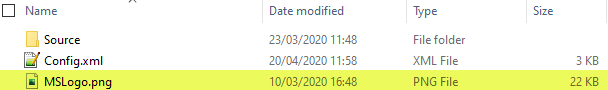 Name Date modified Type Size
Source 23/03/2020 11:48 File folder
Config.xml 20/04/2020 11:58 XML File 3 KB
MSLogo.png 10/03/2020 16:48 PNG File 22 KB